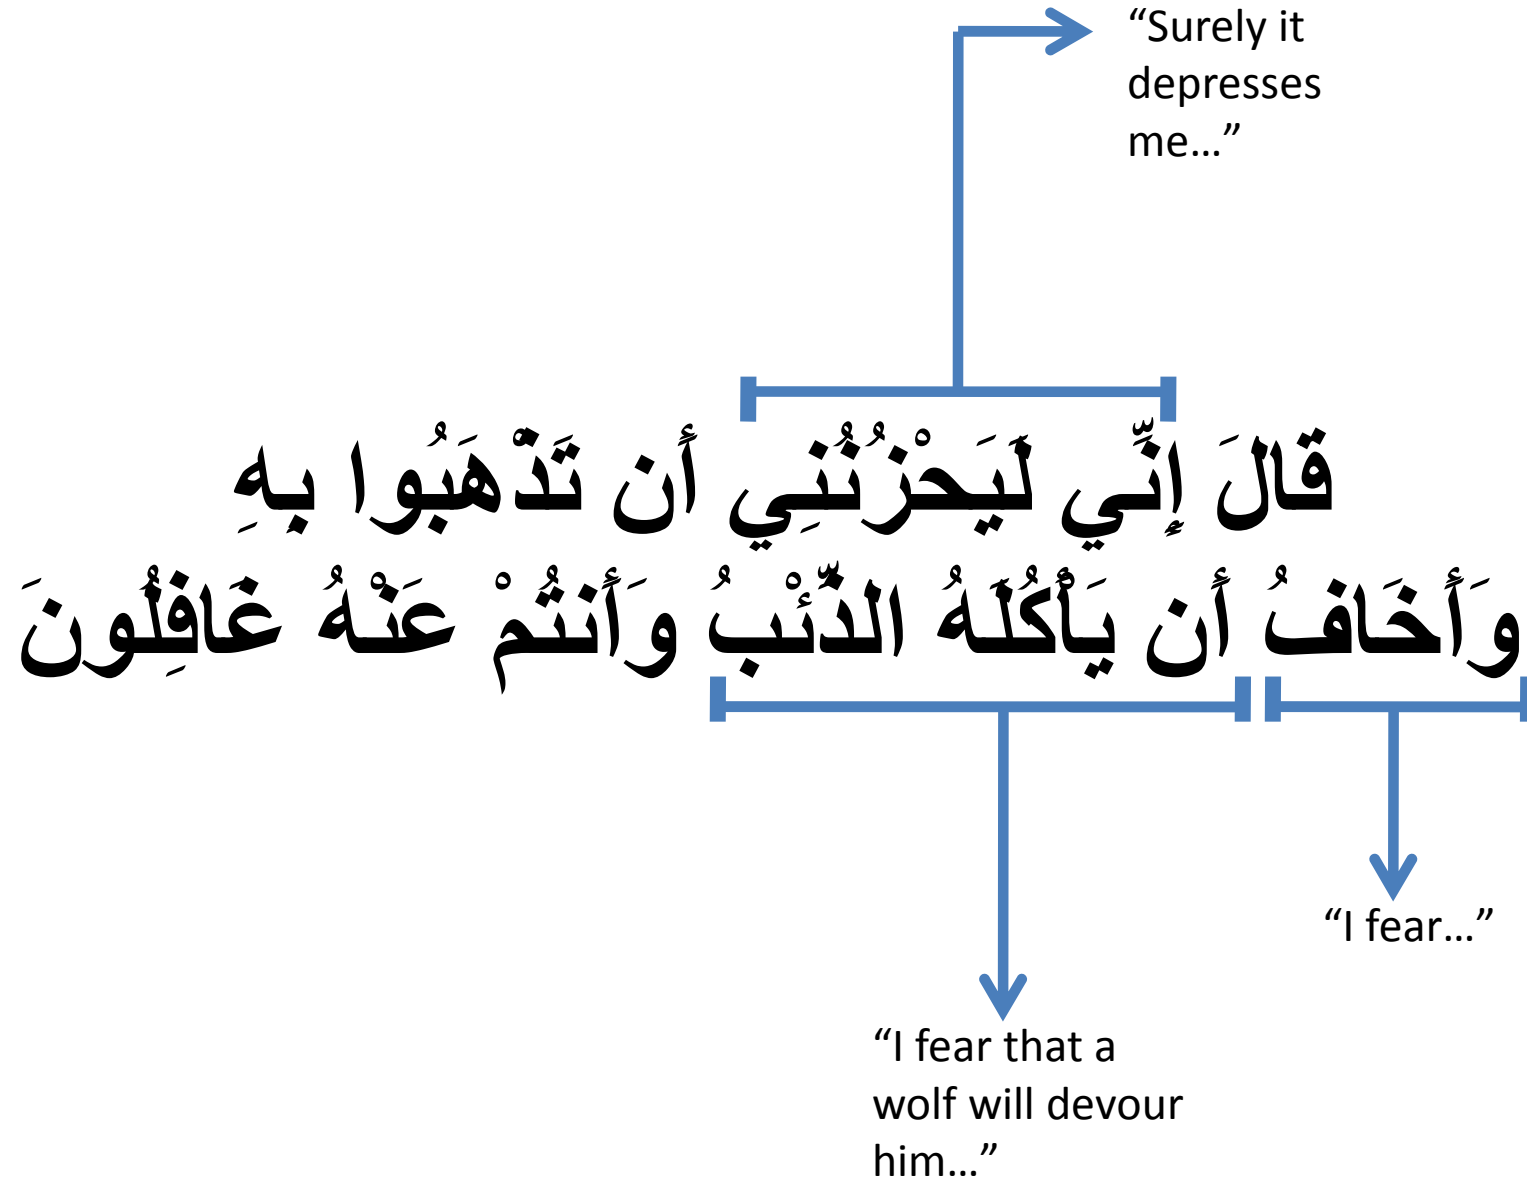 “Surely it
depresses
me…”
قَالَ إِنِّي لَيَحْزُنُنِي أَن تَذْهَبُوا بِهِ
وَأَخَافُ أَن يَأْكُلَهُ الذِّئْبُ وَأَنتُمْ عَنْهُ غَافِلُونَ
“I fear…”
“I fear that a
wolf will devour
him…”